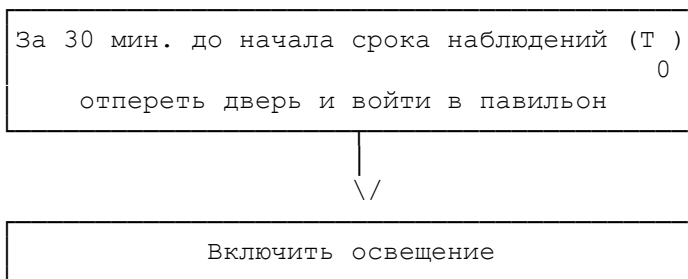 За 30 мин. до начала срока наблюдений (T )
0
отпереть дверь и войти в павильон
\/
Включить освещение